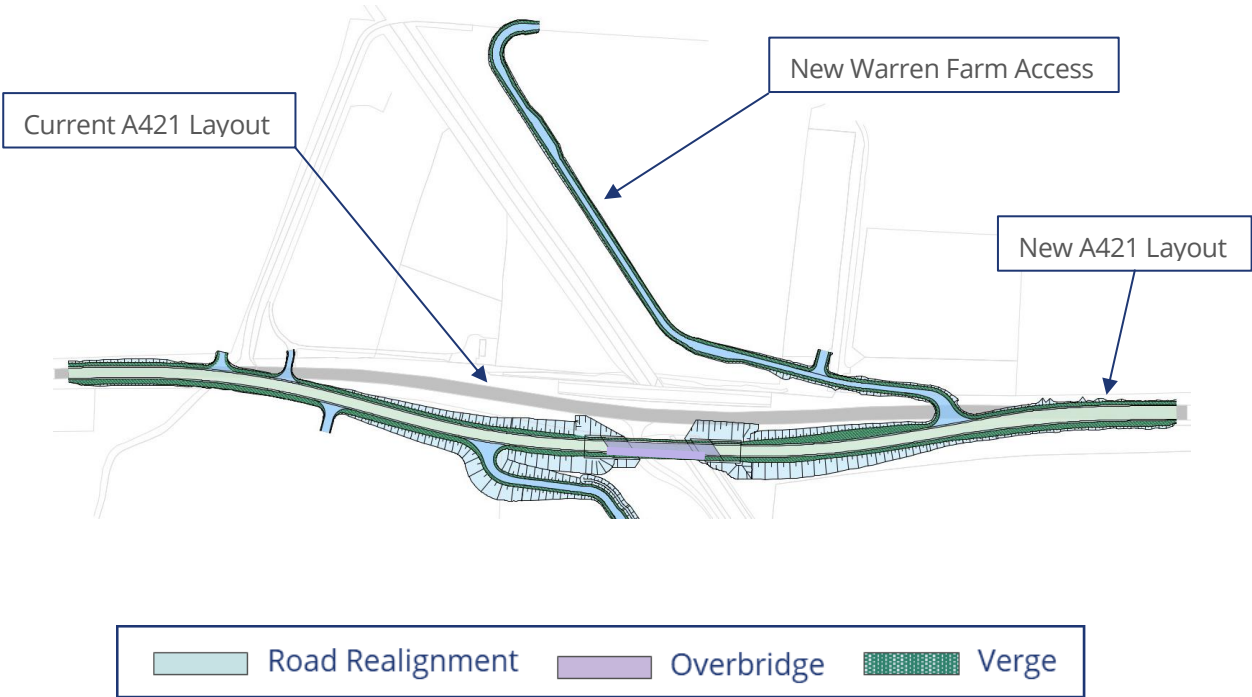 New Warren Farm Access
Current A421 Layout
New A421 Layout
Road Realignment
Overbridge
Verge